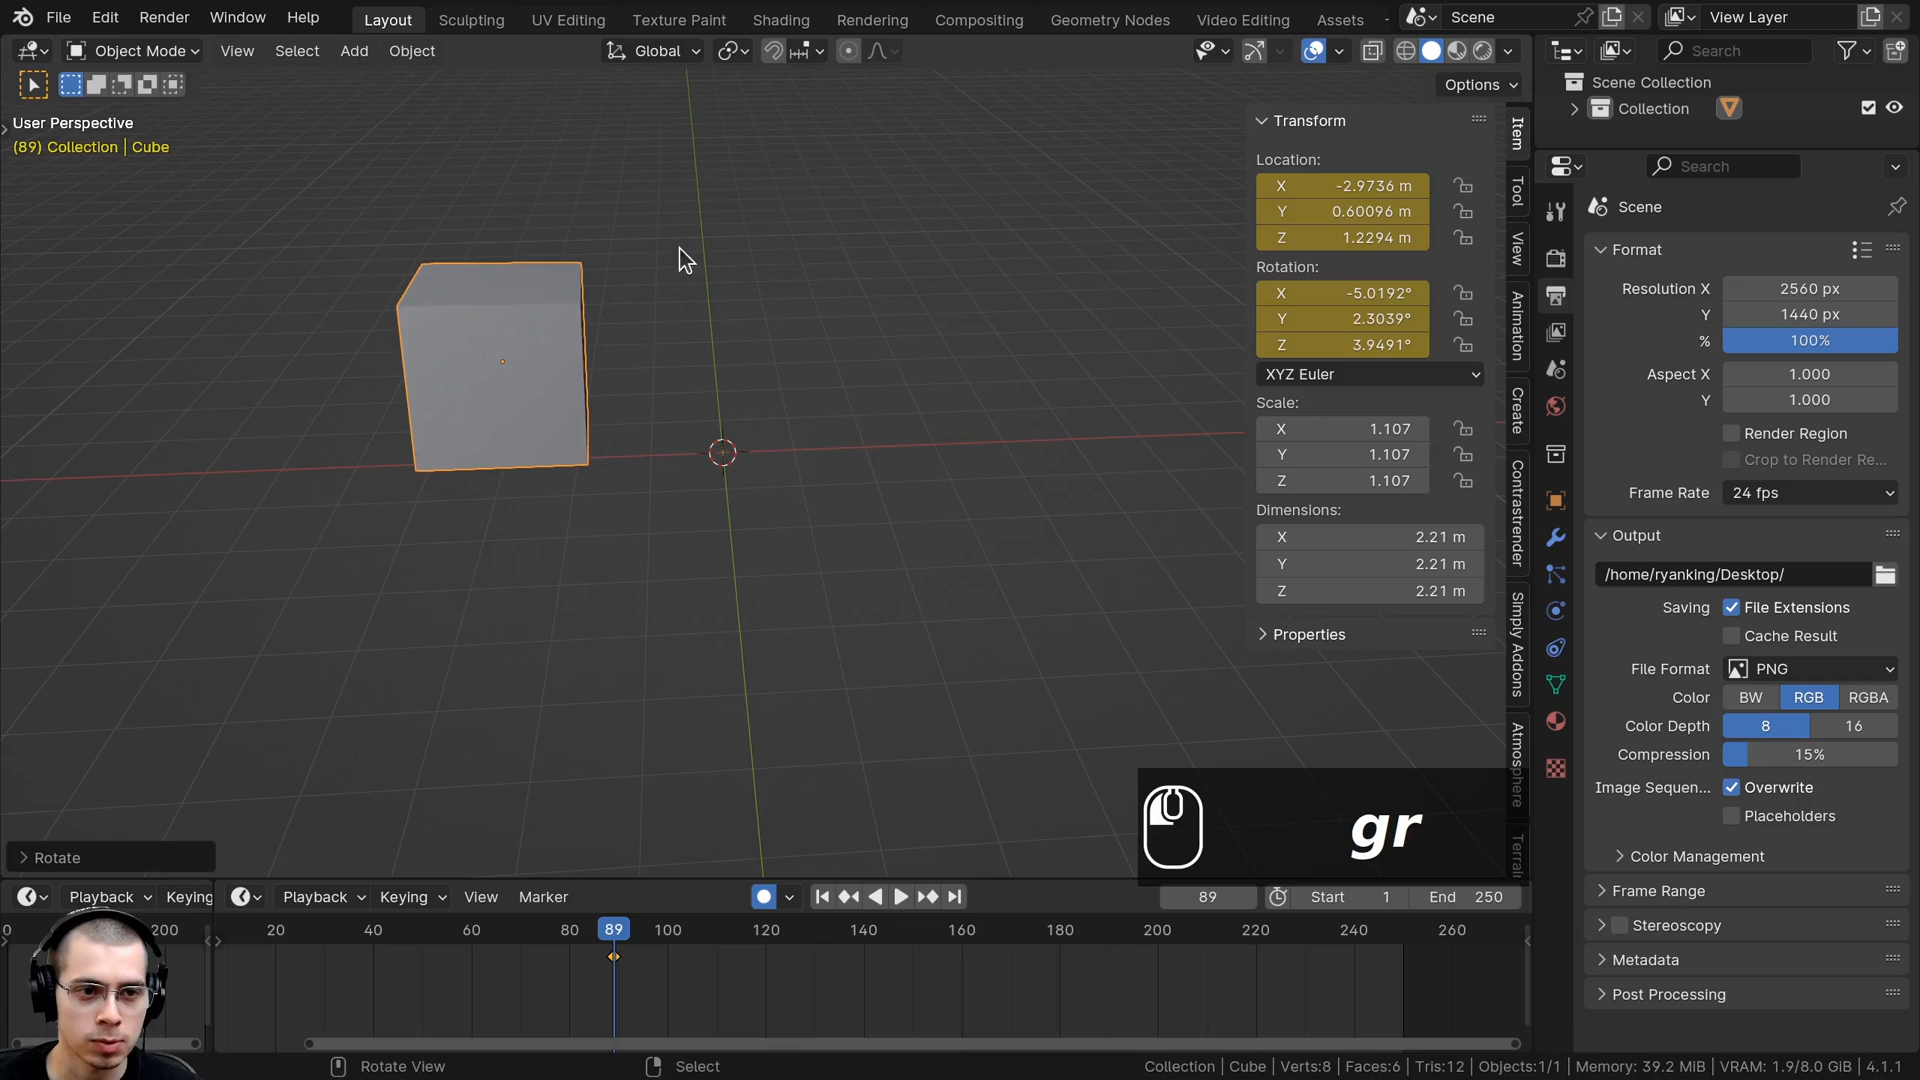 File Edit Render Window Help Layout Sculpting UV Editing Texture Paint Shading Rendering Compositing Geometry Nodes Video Editing Assets Scene View Layer
Object Mode View Select Add Object Global Search
Options
Scene Collection
Collection
User Perspective
(89) Collection | Cube
Transform
Location:
X -2.9736 m
Y 0.60096 m
Z 1.2294 m
Rotation:
X -5.0192°
Y 2.3039°
Z 3.9491°
XYZ Euler
Scale:
X 1.107
Y 1.107
Z 1.107
Dimensions:
X 2.21 m
Y 2.21 m
Z 2.21 m
Properties
Item
Tool
View
Animation
Create
Contrastrender
Simply Addons
Atmosphere
Terrai
Search
Scene
Format
Resolution X 2560 px
Y 1440 px
% 100%
Aspect X 1.000
Y 1.000
Render Region
Crop to Render Re...
Frame Rate 24 fps
Output
/home/ryanking/Desktop/
Saving File Extensions
Cache Result
File Format PNG
Color BW RGB RGBA
Color Depth 8 16
Compression 15%
Image Sequen... Overwrite
Placeholders
Color Management
Frame Range
Stereoscopy
Metadata
Post Processing
gr
Rotate
Playback Keying Playback Keying View Marker 89 Start 1 End 250
0 200 20 40 60 80 89 100 120 140 160 180 200 220 240 260
Rotate View Select Collection | Cube | Verts:8 | Faces:6 | Tris:12 | Objects:1/1 | Memory: 39.2 MiB | VRAM: 1.9/8.0 GiB | 4.1.1